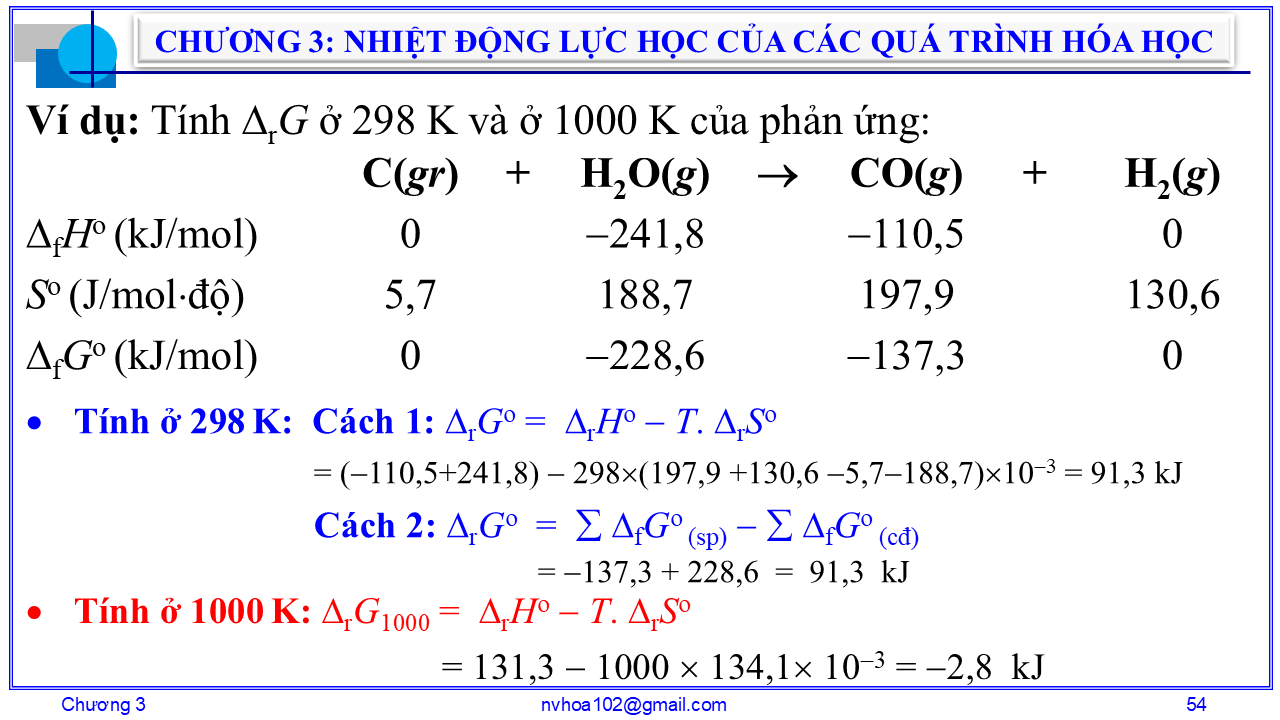 CHƯƠNG 3: NHIỆT ĐỘNG LỰC HỌC CỦA CÁC QUÁ TRÌNH HÓA HỌC
Ví dụ: Tính ΔrG ở 298 K và ở 1000 K của phản ứng:
C(gr) + H₂O(g) → CO(g) + H₂(g)
ΔfHº (kJ/mol) 0 –241,8 –110,5 0
Sº (J/mol·độ) 5,7 188,7 197,9 130,6
ΔfGº (kJ/mol) 0 –228,6 –137,3 0
• Tính ở 298 K: Cách 1: ΔrGº = ΔrHº – T. ΔrSº
= (–110,5+241,8) – 298×(197,9 +130,6 –5,7–188,7)×10⁻³ = 91,3 kJ
Cách 2: ΔrGº = ∑ ΔfGº (sp) – ∑ ΔfGº (cđ)
= –137,3 + 228,6 = 91,3 kJ
• Tính ở 1000 K: ΔrG₁₀₀₀ = ΔrHº – T. ΔrSº
= 131,3 – 1000 × 134,1× 10⁻³ = –2,8 kJ
Chương 3 nvhoa102@gmail.com 54